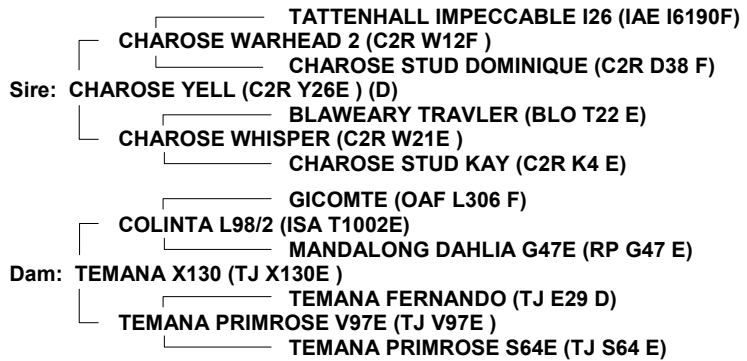 TATTENHALL IMPECCABLE I26 (IAE I6190F)
CHAROSE WARHEAD 2 (C2R W12F )
CHAROSE STUD DOMINIQUE (C2R D38 F)
Sire: CHAROSE YELL (C2R Y26E ) (D)
BLAWEARY TRAVLER (BLO T22 E)
CHAROSE WHISPER (C2R W21E )
CHAROSE STUD KAY (C2R K4 E)
GICOMTE (OAF L306 F)
COLINTA L98/2 (ISA T1002E)
MANDALONG DAHLIA G47E (RP G47 E)
Dam: TEMANA X130 (TJ X130E )
TEMANA FERNANDO (TJ E29 D)
TEMANA PRIMROSE V97E (TJ V97E )
TEMANA PRIMROSE S64E (TJ S64 E)